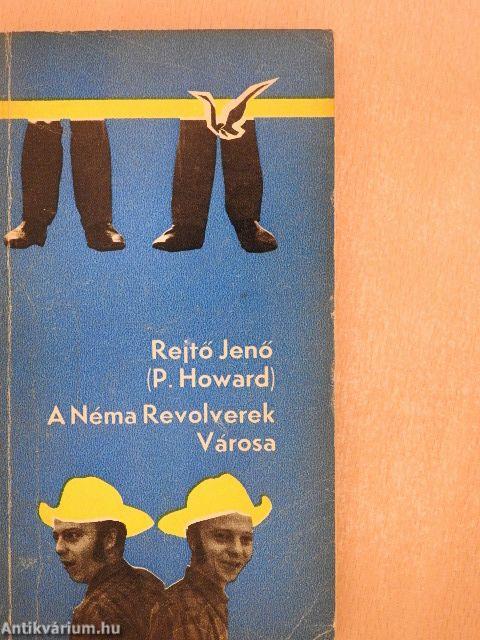 Rejtő Jenő
(P. Howard)
A Néma Revolverek
Városa
Antikvárium.hu